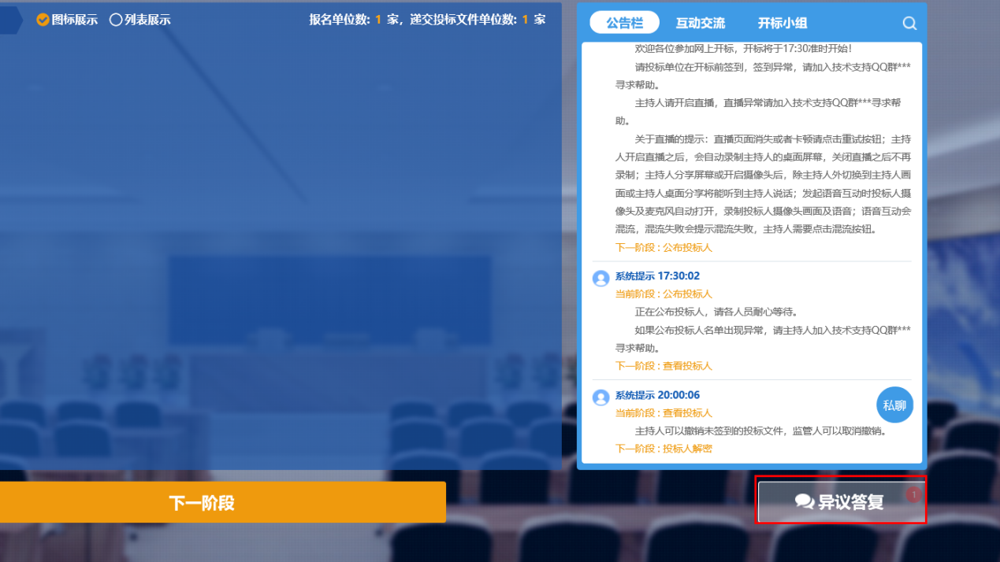 图标展示 列表展示 报名单位数: 1 家，递交投标文件单位数: 1 家
公告栏 互动交流 开标小组
欢迎各位参加网上开标，开标将于17:30准时开始！
请投标单位在开标前签到，签到异常，请加入技术支持QQ群***
寻求帮助。
主持人请开启直播，直播异常请加入技术支持QQ群***寻求帮
助。
关于直播的提示：直播页面消失或者卡顿请点击重试按钮；主持
人开启直播之后，会自动录制主持人的桌面屏幕，关闭直播之后不再
录制；主持人分享屏幕或开启摄像头后，除主持人外切换到主持人画
面或主持人桌面分享将能听到主持人说话；发起语音互动时投标人摄
像头及麦克风自动打开，录制投标人摄像头画面及语音；语音互动会
混流，混流失败会提示混流失败，主持人需要点击混流按钮。
下一阶段 : 公布投标人
系统提示 17:30:02
当前阶段 : 公布投标人
正在公布投标人，请各人员耐心等待。
如果公布投标人名单出现异常，请主持人加入技术支持QQ群***
寻求帮助。
下一阶段 : 查看投标人
系统提示 20:00:06
当前阶段 : 查看投标人
主持人可以撤销未签到的投标文件，监管人可以取消撤销。
下一阶段 : 投标人解密
私聊
下一阶段
异议答复 1